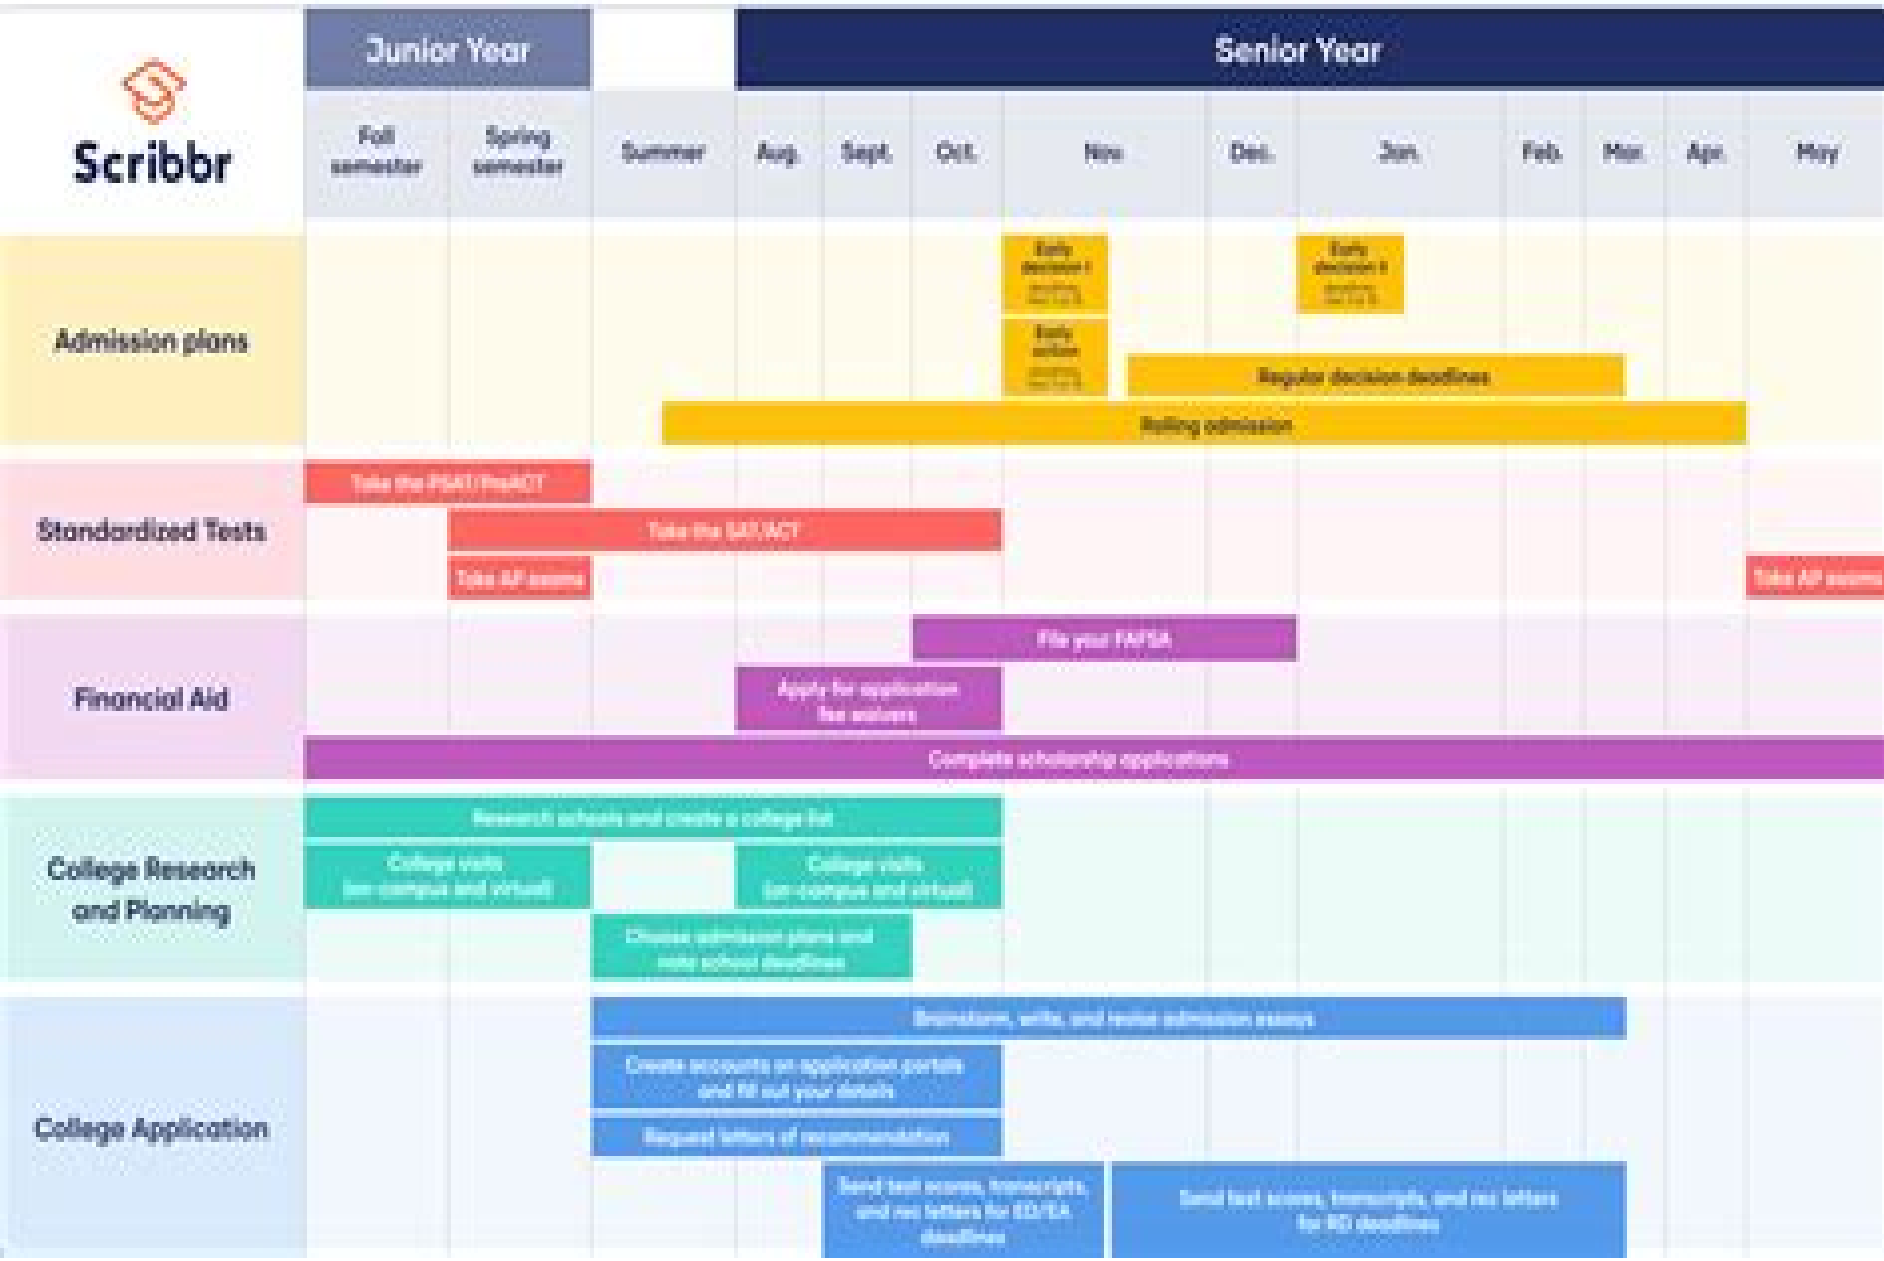 Junior Year
Senior Year
Scribbr
Fall
semester
Spring
semester
Summer
Aug.
Sept.
Oct.
Nov
Dec.
Jan.
Feb.
Mar.
Apr.
May
Admission plans
Early
decision I
Early
decision II
Early
action
Regular decision deadlines
Rolling admission
Standardized Tests
Take the PSAT/PreACT
Take the SAT/ACT
Take AP exams
Take AP exams
Financial Aid
File your FAFSA
Apply for application
fee waivers
Complete scholarship applications
College Research
and Planning
Research schools and create a college list
College visits
(on-campus and virtual)
College visits
(on-campus and virtual)
Choose admission plans and
note school deadlines
College Application
Brainstorm, write, and revise admission essays
Create accounts on application portals
and fill out your details
Request letters of recommendation
Send test scores, transcripts,
and rec letters for ED/EA
deadlines
Send test scores, transcripts, and rec letters
for RD deadlines